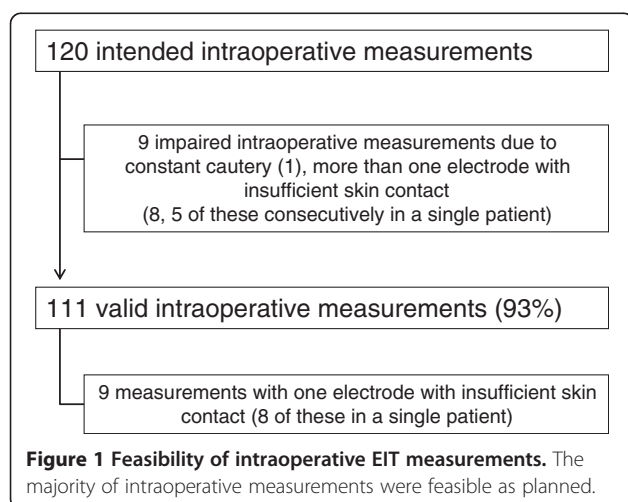 120 intended intraoperative measurements
9 impaired intraoperative measurements due to
constant cautery (1), more than one electrode with
insufficient skin contact
(8, 5 of these consecutively in a single patient)
111 valid intraoperative measurements (93%)
9 measurements with one electrode with insufficient skin
contact (8 of these in a single patient)
Figure 1 Feasibility of intraoperative EIT measurements. The
majority of intraoperative measurements were feasible as planned.